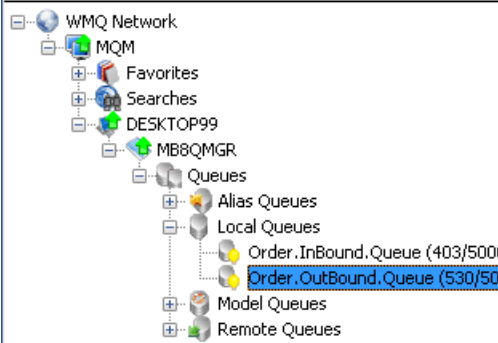 WMQ Network
MQM
Favorites
Searches
DESKTOP99
MB8QMGR
Queues
Alias Queues
Local Queues
Order.InBound.Queue (403/5000
Order.OutBound.Queue (530/50
Model Queues
Remote Queues